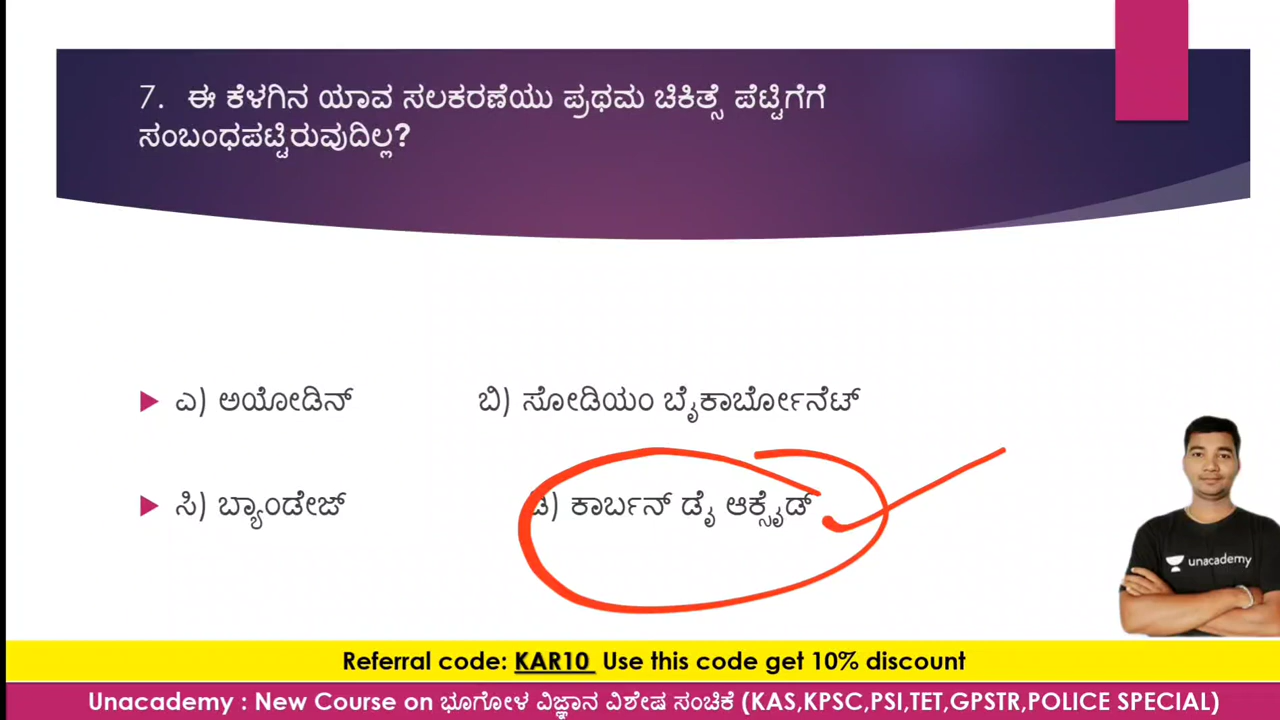 7. ಈ ಕೆಳಗಿನ ಯಾವ ಸಲಕರಣೆಯು ಪ್ರಥಮ ಚಿಕಿತ್ಸೆ ಪೆಟ್ಟಿಗೆಗೆ
ಸಂಬಂಧಪಟ್ಟಿರುವುದಿಲ್ಲ?
ಎ) ಅಯೋಡಿನ್ ಬಿ) ಸೋಡಿಯಂ ಬೈಕಾರ್ಬೋನೆಟ್
ಸಿ) ಬ್ಯಾಂಡೇಜ್ ಡಿ) ಕಾರ್ಬನ್ ಡೈ ಆಕ್ಸೈಡ್
unacademy
Referral code: KAR10 Use this code get 10% discount
Unacademy : New Course on ಭೂಗೋಳ ವಿಜ್ಞಾನ ವಿಶೇಷ ಸಂಚಿಕೆ (KAS,KPSC,PSI,TET,GPSTR,POLICE SPECIAL)